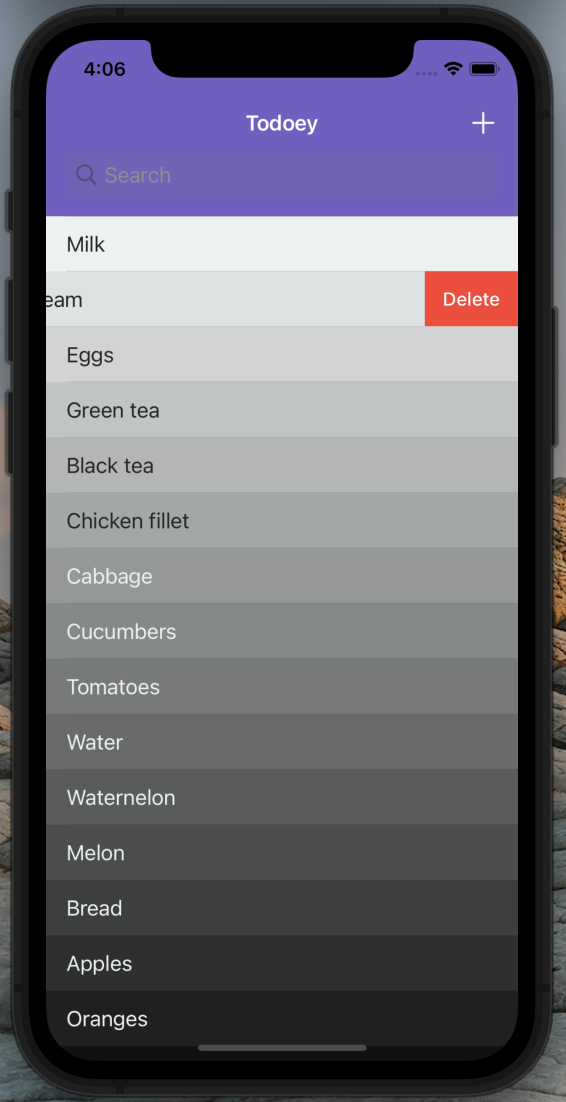 4:06
Todoey
Search
Milk
eam
Delete
Eggs
Green tea
Black tea
Chicken fillet
Cabbage
Cucumbers
Tomatoes
Water
Waternelon
Melon
Bread
Apples
Oranges